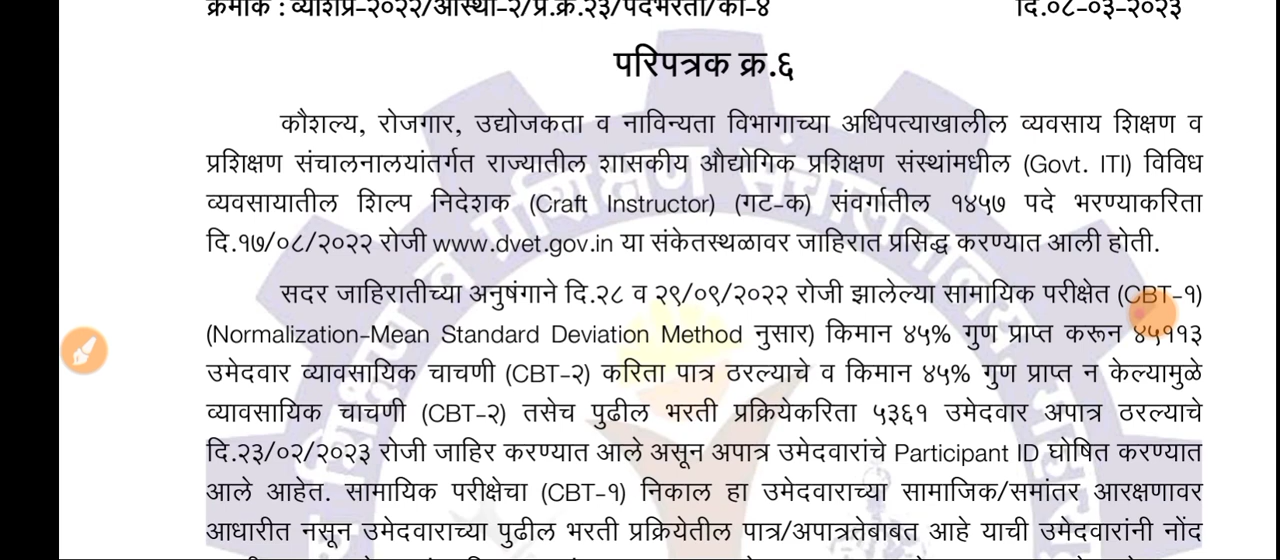 क्रमांक : व्याशिप्र-२०२२/आस्था-२/प्र.क्र.२३/पदभरती/का-४ दि.०८-०३-२०२३
परिपत्रक क्र.६
कौशल्य, रोजगार, उद्योजकता व नाविन्यता विभागाच्या अधिपत्याखालील व्यवसाय शिक्षण व
प्रशिक्षण संचालनालयांतर्गत राज्यातील शासकीय औद्योगिक प्रशिक्षण संस्थांमधील (Govt. ITI) विविध
व्यवसायातील शिल्प निदेशक (Craft Instructor) (गट-क) संवर्गातील १४५७ पदे भरण्याकरिता
दि.१७/०८/२०२२ रोजी www.dvet.gov.in या संकेतस्थळावर जाहिरात प्रसिद्ध करण्यात आली होती.
सदर जाहिरातीच्या अनुषंगाने दि.२८ व २९/०९/२०२२ रोजी झालेल्या सामायिक परीक्षेत (CBT-१)
(Normalization-Mean Standard Deviation Method नुसार) किमान ४५% गुण प्राप्त करून ४५११३
उमेदवार व्यावसायिक चाचणी (CBT-२) करिता पात्र ठरल्याचे व किमान ४५% गुण प्राप्त न केल्यामुळे
व्यावसायिक चाचणी (CBT-२) तसेच पुढील भरती प्रक्रियेकरिता ५३६१ उमेदवार अपात्र ठरल्याचे
दि.२३/०२/२०२३ रोजी जाहिर करण्यात आले असून अपात्र उमेदवारांचे Participant ID घोषित करण्यात
आले आहेत. सामायिक परीक्षेचा (CBT-१) निकाल हा उमेदवाराच्या सामाजिक/समांतर आरक्षणावर
आधारीत नसून उमेदवाराच्या पुढील भरती प्रक्रियेतील पात्र/अपात्रतेबाबत आहे याची उमेदवारांनी नोंद